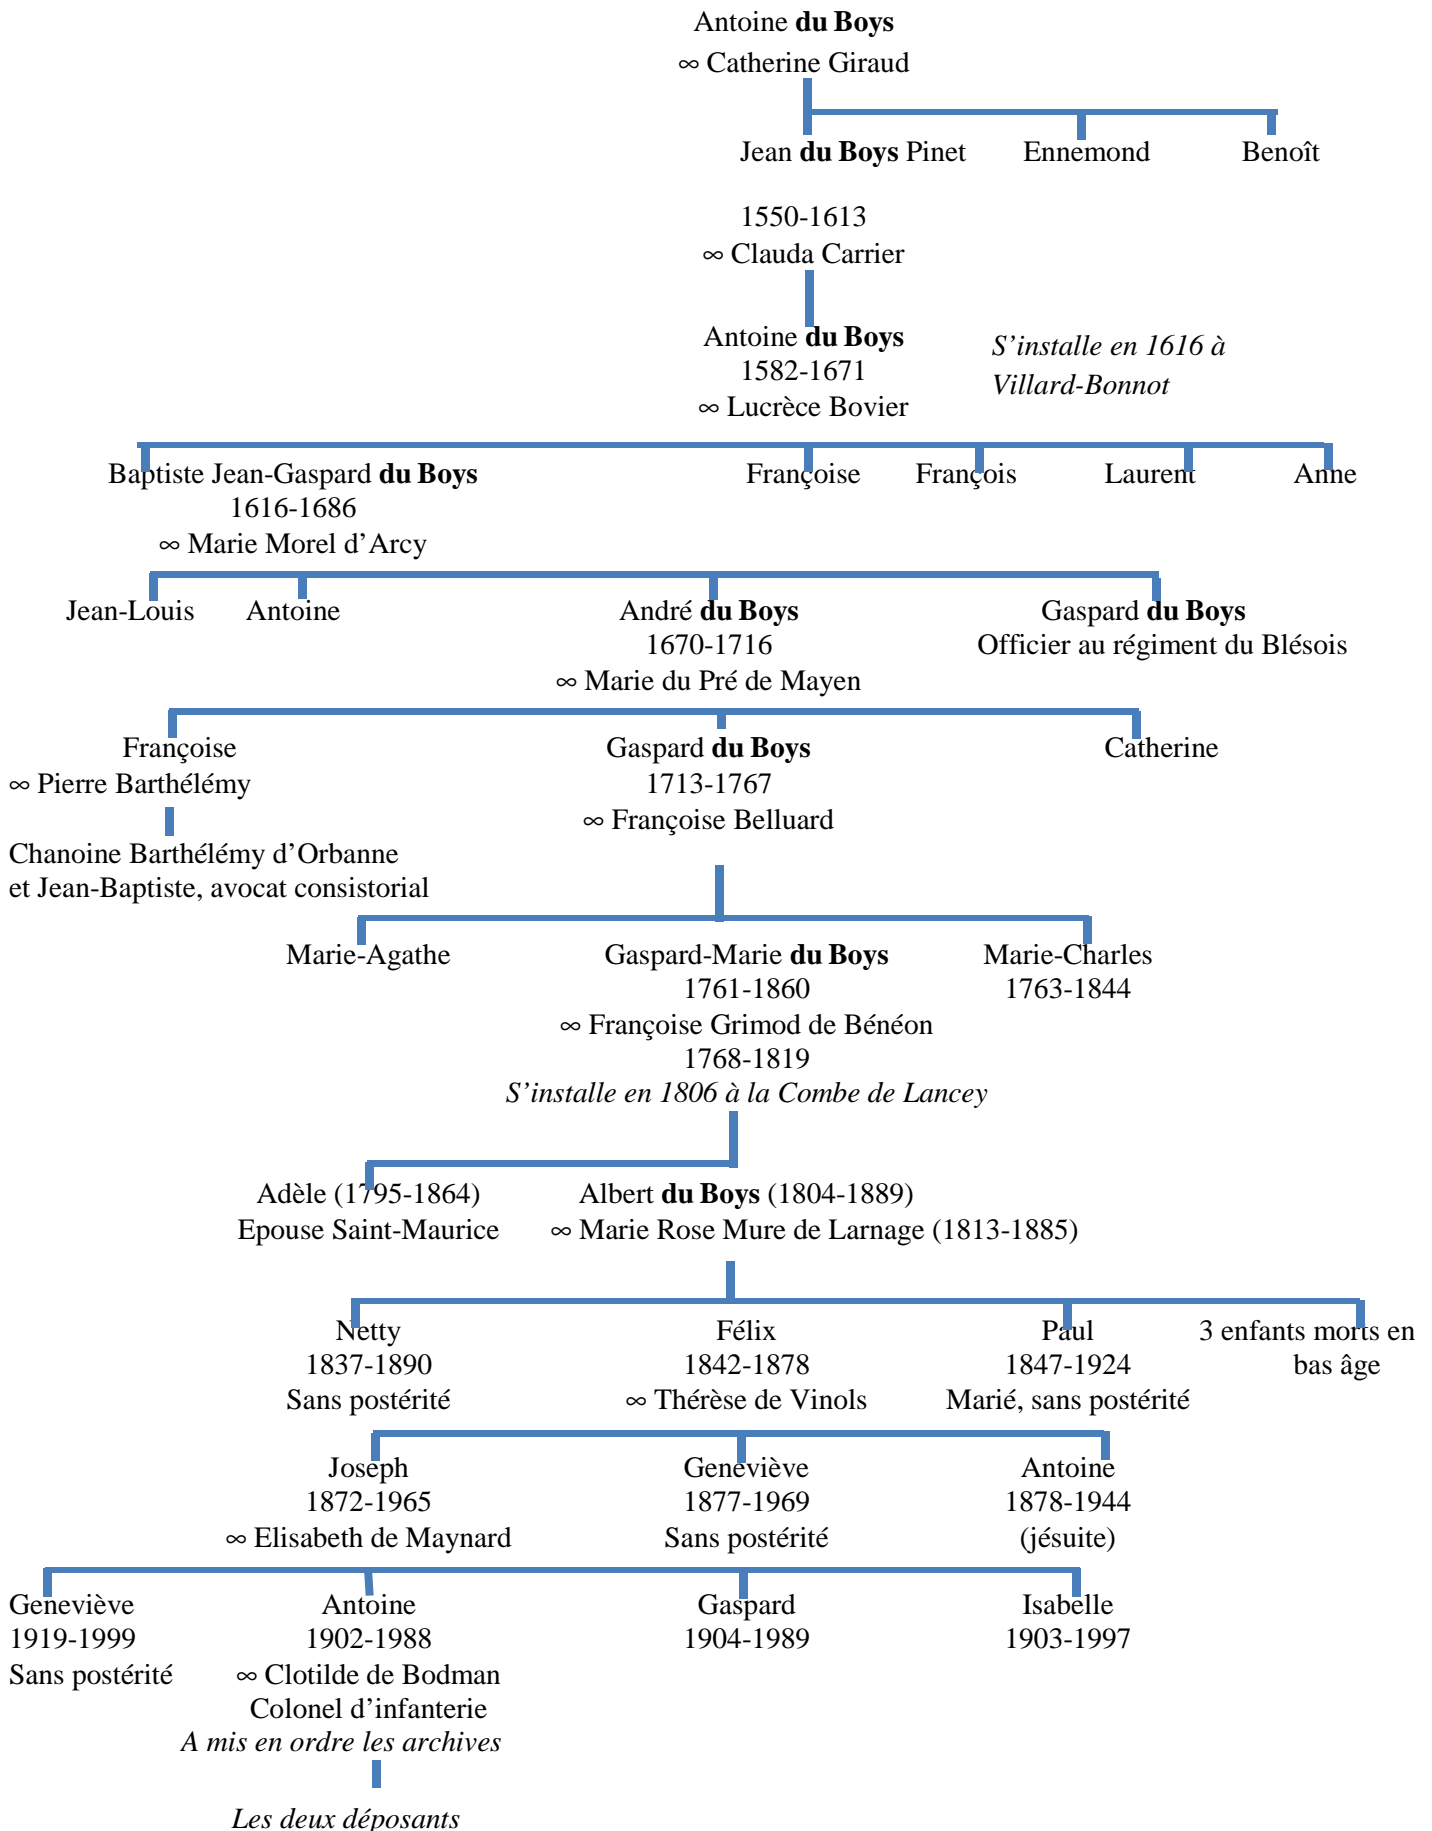 Antoine du Boys
∞ Catherine Giraud
Jean du Boys Pinet Ennemond Benoît
1550-1613
∞ Clauda Carrier
Antoine du Boys
1582-1671
∞ Lucrèce Bovier
S’installe en 1616 à
Villard-Bonnot
Baptiste Jean-Gaspard du Boys Françoise François Laurent Anne
1616-1686
∞ Marie Morel d’Arcy
Jean-Louis Antoine André du Boys Gaspard du Boys
1670-1716 Officier au régiment du Blésois
∞ Marie du Pré de Mayen
Françoise Gaspard du Boys Catherine
∞ Pierre Barthélémy 1713-1767
∞ Françoise Belluard
Chanoine Barthélémy d’Orbanne
et Jean-Baptiste, avocat consistorial
Marie-Agathe Gaspard-Marie du Boys Marie-Charles
1761-1860 1763-1844
∞ Françoise Grimod de Bénéon
1768-1819
S’installe en 1806 à la Combe de Lancey
Adèle (1795-1864) Albert du Boys (1804-1889)
Epouse Saint-Maurice ∞ Marie Rose Mure de Larnage (1813-1885)
Netty Félix Paul 3 enfants morts en
1837-1890 1842-1878 1847-1924 bas âge
Sans postérité ∞ Thérèse de Vinols Marié, sans postérité
Joseph Geneviève Antoine
1872-1965 1877-1969 1878-1944
∞ Elisabeth de Maynard Sans postérité (jésuite)
Geneviève Antoine Gaspard Isabelle
1919-1999 1902-1988 1904-1989 1903-1997
Sans postérité ∞ Clotilde de Bodman
Colonel d’infanterie
A mis en ordre les archives
Les deux déposants